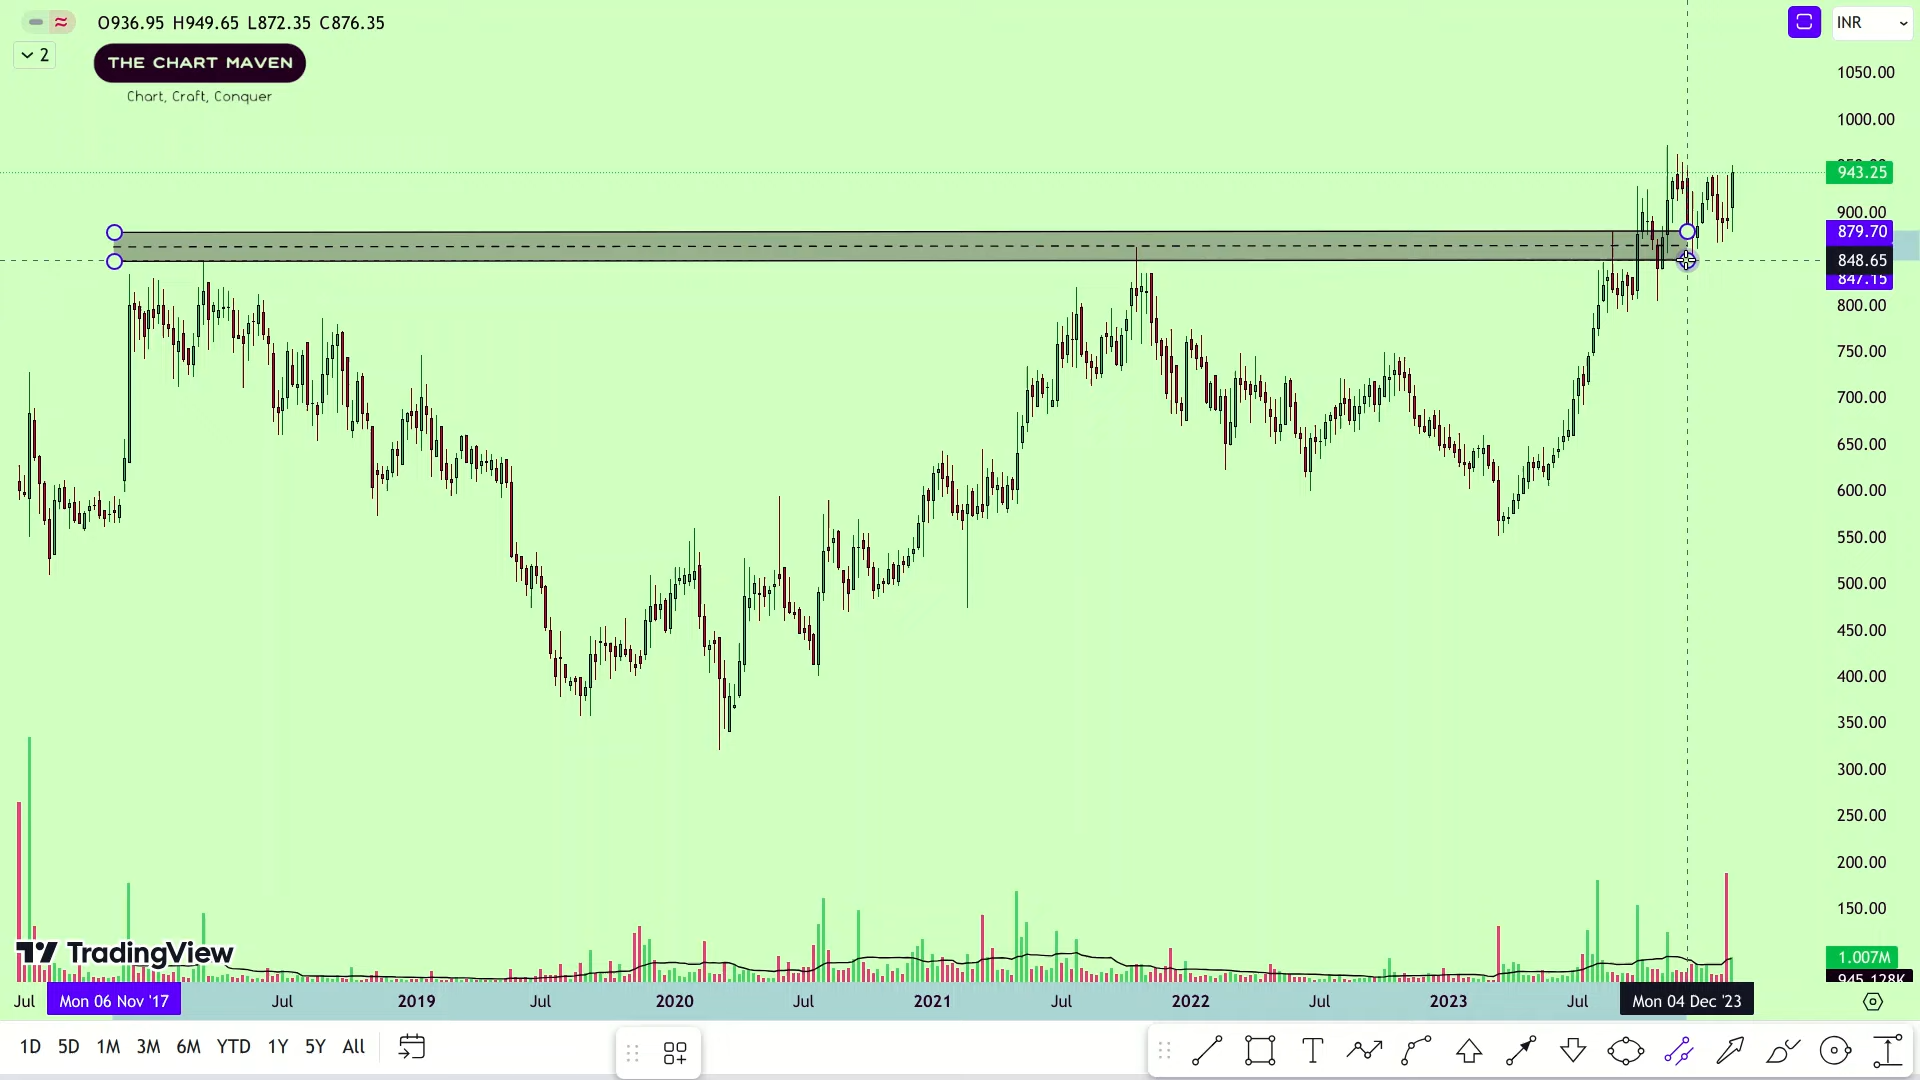 O936.95 H949.65 L872.35 C876.35
INR
2
THE CHART MAVEN
Chart, Craft, Conquer
1050.00
1000.00
943.25
900.00
879.70
848.65
847.15
800.00
750.00
700.00
650.00
600.00
550.00
500.00
450.00
400.00
350.00
300.00
250.00
200.00
150.00
TradingView
1.007M
945.128K
Jul Mon 06 Nov '17 Jul 2019 Jul 2020 Jul 2021 Jul 2022 Jul 2023 Jul Mon 04 Dec '23
1D 5D 1M 3M 6M YTD 1Y 5Y All
T